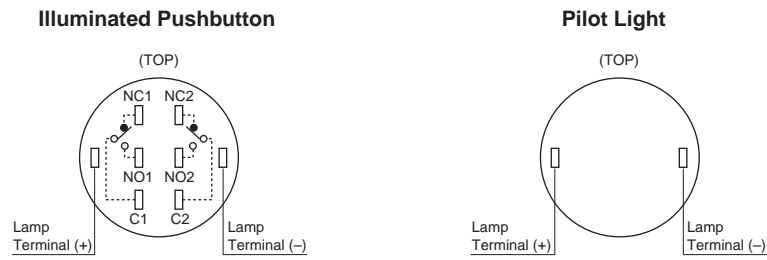 Illuminated Pushbutton
(TOP)
NC1 NC2
NO1 NO2
C1 C2
Lamp
Terminal (+)
Lamp
Terminal (–)
Pilot Light
(TOP)
Lamp
Terminal (+)
Lamp
Terminal (–)